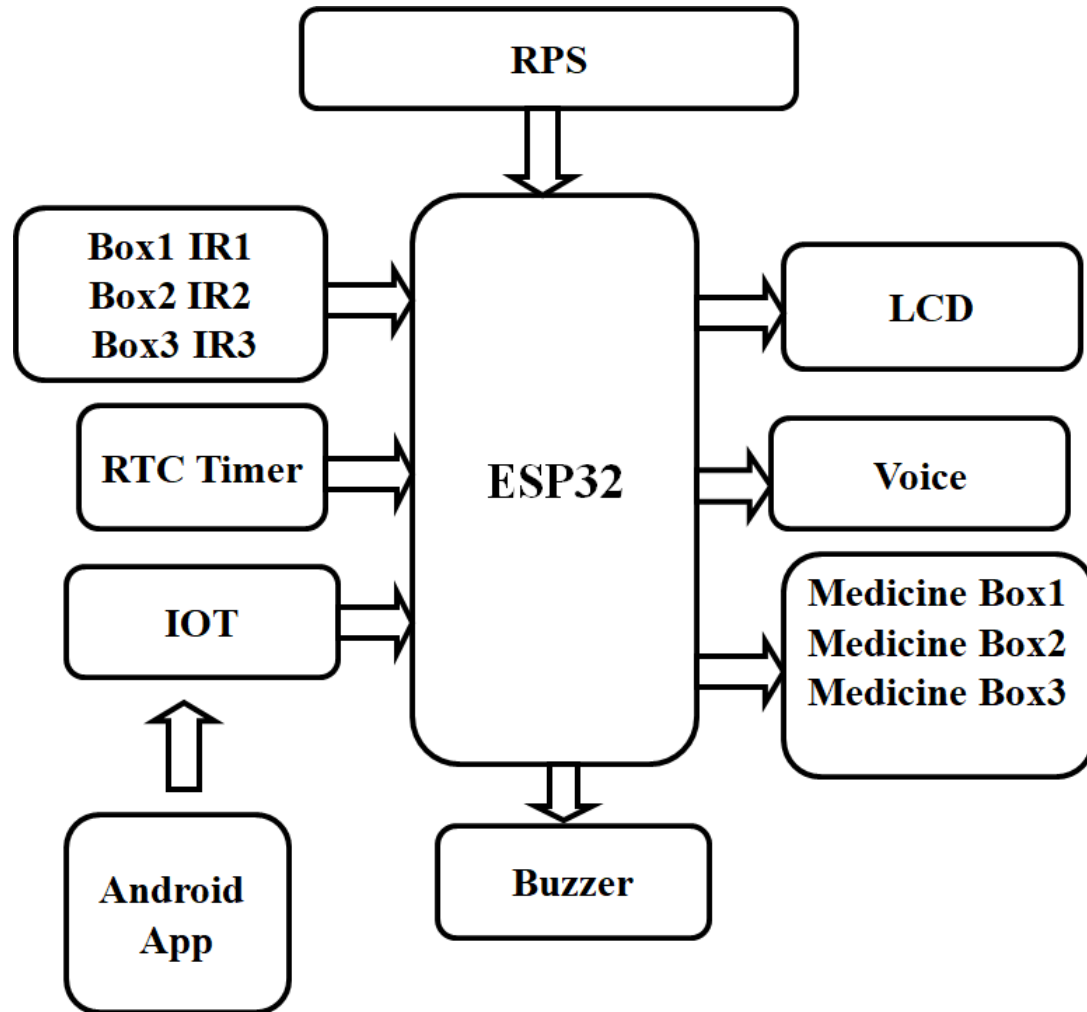 RPS
Box1 IR1
Box2 IR2
Box3 IR3
RTC Timer
IOT
Android
App
ESP32
LCD
Voice
Medicine Box1
Medicine Box2
Medicine Box3
Buzzer